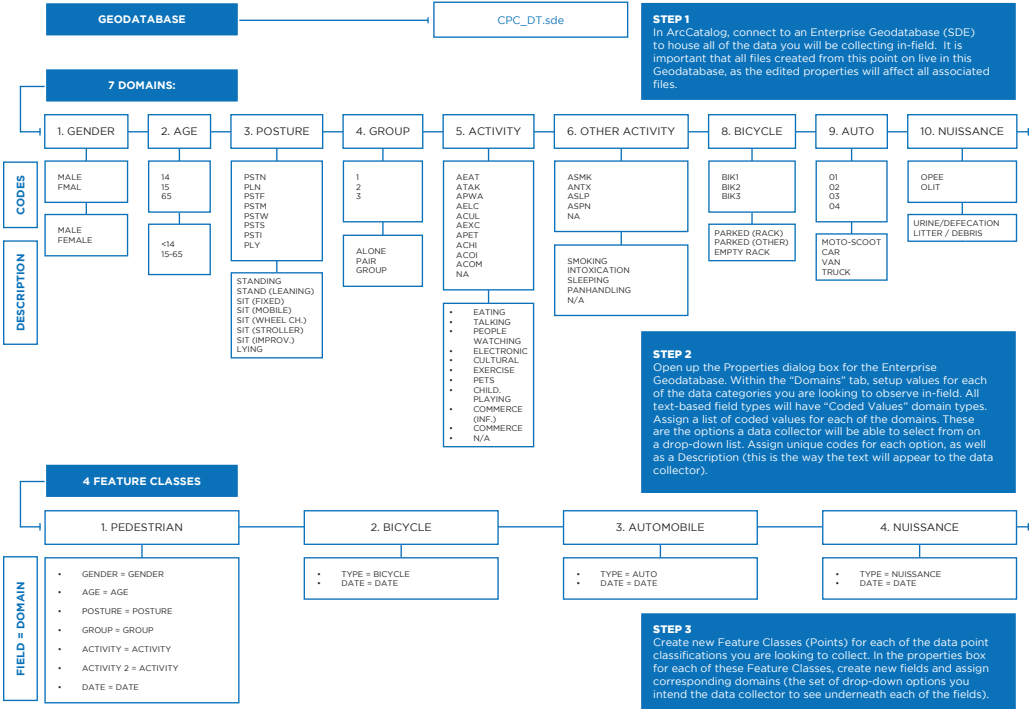 GEODATABASE
CPC_DT.sde
STEP 1
In ArcCatalog, connect to an Enterprise Geodatabase (SDE)
to house all of the data you will be collecting in-field.  It is
important that all files created from this point on live in this
Geodatabase, as the edited properties will affect all associated
files.
7 DOMAINS:
CODES
DESCRIPTION
1. GENDER
MALE
FMAL
MALE
FEMALE
2. AGE
14
15
65
<14
15-65
3. POSTURE
PSTN
PLN
PSTF
PSTM
PSTW
PSTS
PSTI
PLY
STANDING
STAND (LEANING)
SIT (FIXED)
SIT (MOBILE)
SIT (WHEEL CH.)
SIT (STROLLER)
SIT (IMPROV.)
LYING
4. GROUP
1
2
3
ALONE
PAIR
GROUP
5. ACTIVITY
AEAT
ATAK
APWA
AELC
ACUL
AEXC
APET
ACHI
ACOI
ACOM
NA
• EATING
• TALKING
• PEOPLE
WATCHING
• ELECTRONIC
• CULTURAL
• EXERCISE
• PETS
• CHILD.
PLAYING
• COMMERCE
(INF.)
• COMMERCE
• N/A
6. OTHER ACTIVITY
ASMK
ANTX
ASLP
ASPN
NA
SMOKING
INTOXICATION
SLEEPING
PANHANDLING
N/A
8. BICYCLE
BIK1
BIK2
BIK3
PARKED (RACK)
PARKED (OTHER)
EMPTY RACK
9. AUTO
01
02
03
04
MOTO-SCOOT
CAR
VAN
TRUCK
10. NUISSANCE
OPEE
OLIT
URINE/DEFECATION
LITTER / DEBRIS
STEP 2
Open up the Properties dialog box for the Enterprise
Geodatabase. Within the “Domains” tab, setup values for each
of the data categories you are looking to observe in-field. All
text-based field types will have “Coded Values” domain types.
Assign a list of coded values for each of the domains. These
are the options a data collector will be able to select from on
a drop-down list. Assign unique codes for each option, as well
as a Description (this is the way the text will appear to the data
collector).
4 FEATURE CLASSES
FIELD = DOMAIN
1. PEDESTRIAN
• GENDER = GENDER
• AGE = AGE
• POSTURE = POSTURE
• GROUP = GROUP
• ACTIVITY = ACTIVITY
• ACTIVITY 2 = ACTIVITY
• DATE = DATE
2. BICYCLE
• TYPE = BICYCLE
• DATE = DATE
3. AUTOMOBILE
• TYPE = AUTO
• DATE = DATE
4. NUISSANCE
• TYPE = NUISSANCE
• DATE = DATE
STEP 3
Create new Feature Classes (Points) for each of the data point
classifications you are looking to collect. In the properties box
for each of these Feature Classes, create new fields and assign
corresponding domains (the set of drop-down options you
intend the data collector to see underneath each of the fields).